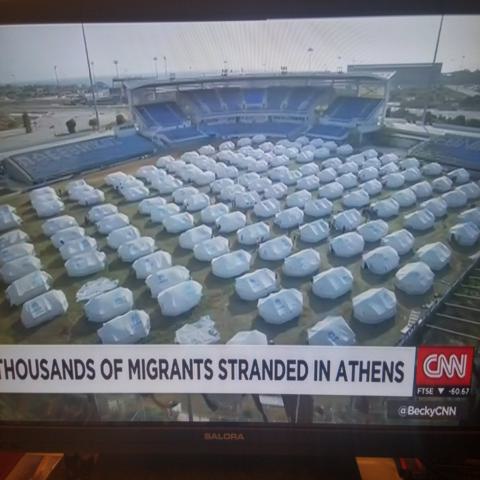 THOUSANDS OF MIGRANTS STRANDED IN ATHENS
CNN
FTSE ▼ -60.67
@BeckyCNN
SALORA